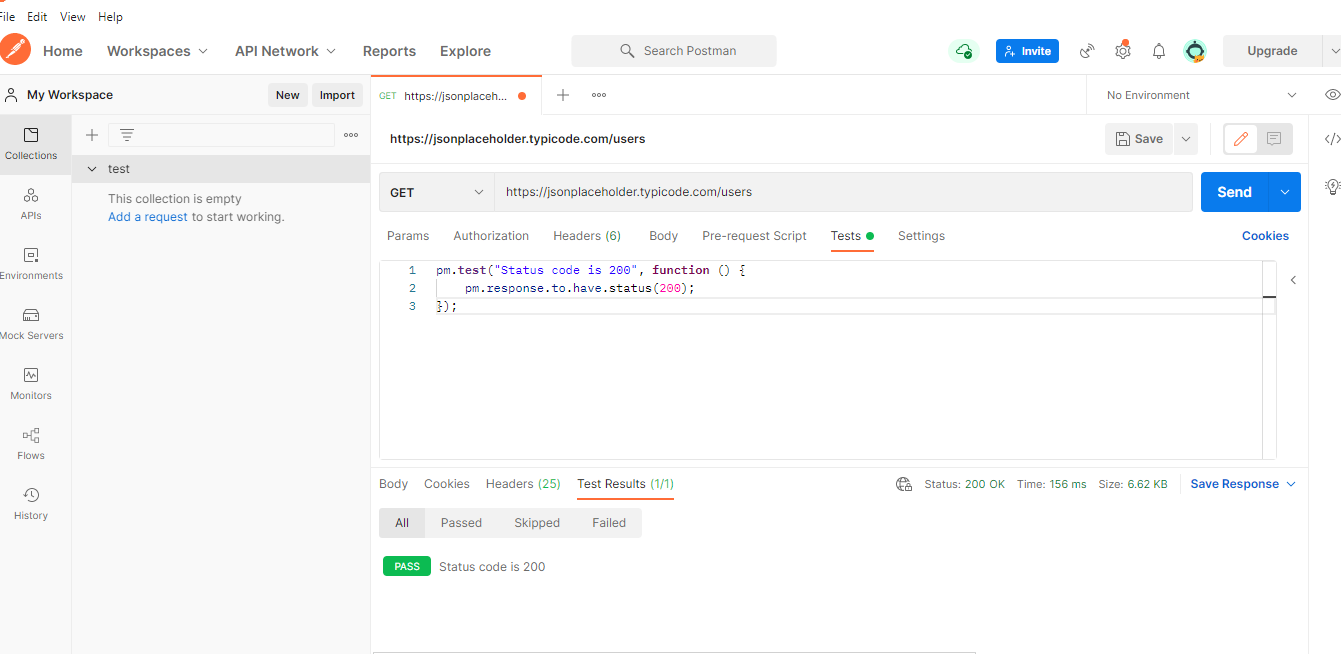 File Edit View Help
Home Workspaces API Network Reports Explore Search Postman Invite Upgrade
My Workspace New Import GET https://jsonplaceh... No Environment
https://jsonplaceholder.typicode.com/users Save
Collections
test
GET https://jsonplaceholder.typicode.com/users Send
This collection is empty
Add a request to start working.
APIs
Params Authorization Headers (6) Body Pre-request Script Tests Settings Cookies
Environments
1 pm.test("Status code is 200", function () {
2 pm.response.to.have.status(200);
3 });
Mock Servers
Monitors
Flows
History
Body Cookies Headers (25) Test Results (1/1) Status: 200 OK Time: 156 ms Size: 6.62 KB Save Response
All Passed Skipped Failed
PASS Status code is 200